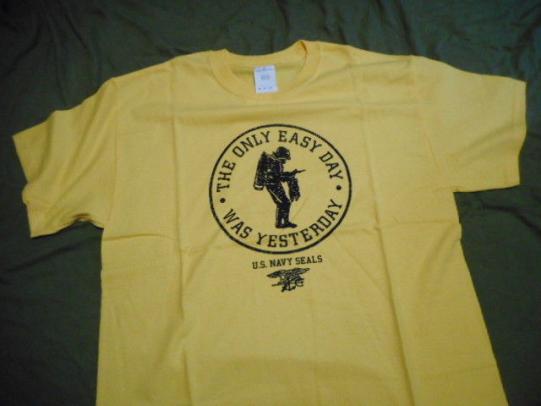 THE ONLY EASY DAY
WAS YESTERDAY
U.S. NAVY SEALS